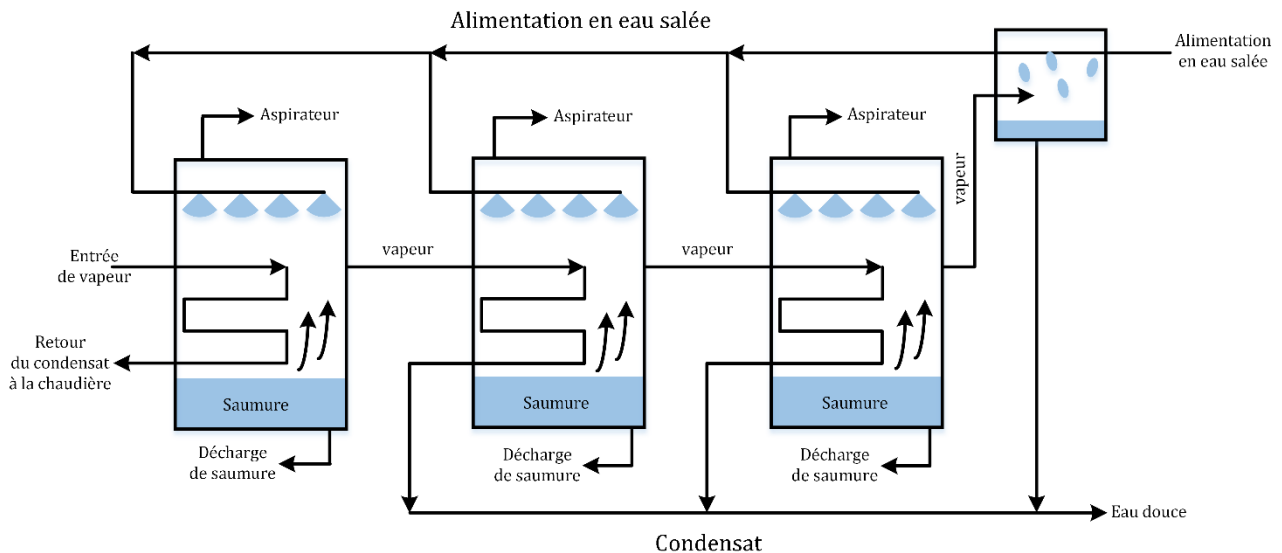 Alimentation en eau salée
Alimentation
en eau salée
Aspirateur
Aspirateur
Aspirateur
vapeur
Entrée
de vapeur
vapeur
vapeur
Retour
du condensat
à la chaudière
Saumure
Saumure
Saumure
Décharge
de saumure
Décharge
de saumure
Décharge
de saumure
Eau douce
Condensat